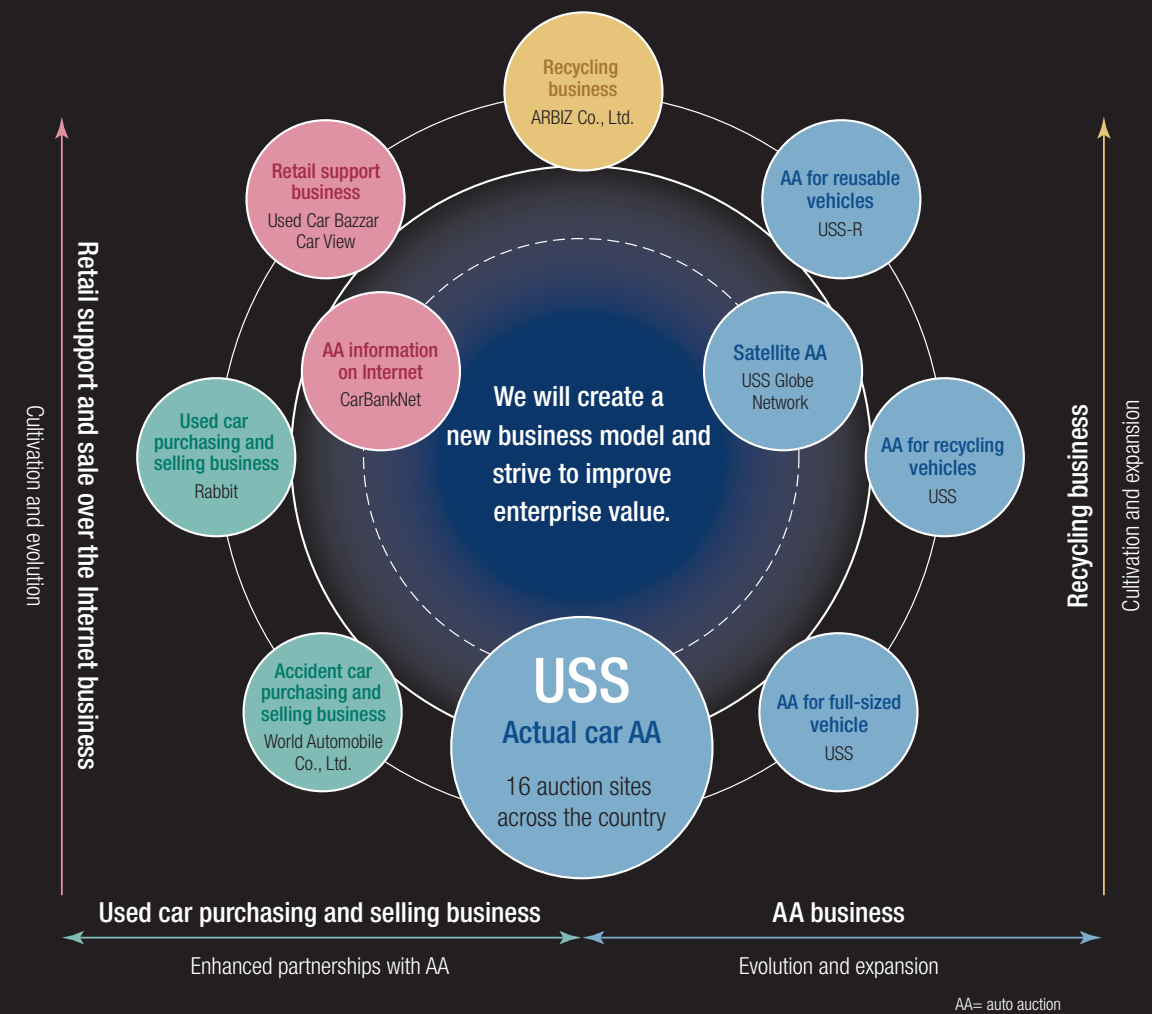 Recycling
business
ARBIZ Co., Ltd.
Retail support
business
Used Car Bazzar
Car View
AA for reusable
vehicles
USS-R
AA information
on Internet
CarBankNet
Satellite AA
USS Globe
Network
We will create a
new business model and
strive to improve
enterprise value.
Used car
purchasing and
selling business
Rabbit
AA for recycling
vehicles
USS
Accident car
purchasing and
selling business
World Automobile
Co., Ltd.
USS
Actual car AA
16 auction sites
across the country
AA for full-sized
vehicle
USS
Retail support and sale over the Internet business
Cultivation and evolution
Recycling business
Cultivation and expansion
Used car purchasing and selling business
Enhanced partnerships with AA
AA business
Evolution and expansion
AA= auto auction